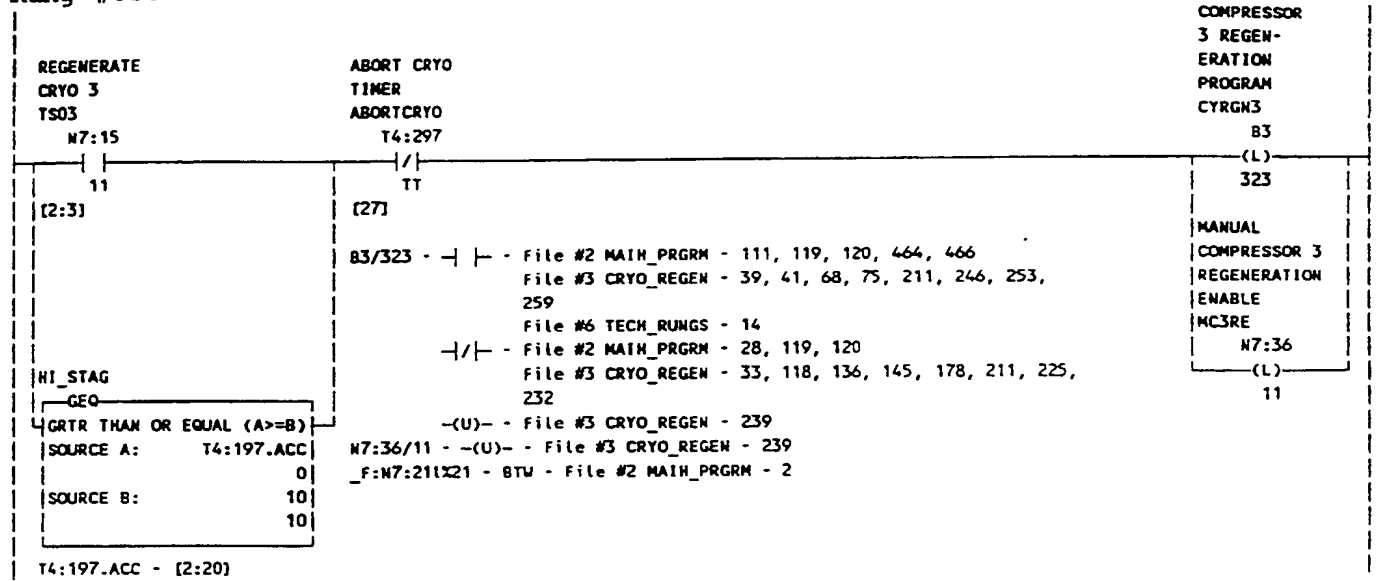 COMPRESSOR
3 REGEN-
ERATION
PROGRAM
CYRGN3
B3
(L)
323
REGENERATE
CRYO 3
TS03
N7:15
11
[2:3]
ABORT CRYO
TIMER
ABORTCRYO
T4:297
/
TT
[27]
B3/323 - ┤ ├ - File #2 MAIN_PRGRM - 111, 119, 120, 464, 466
File #3 CRYO_REGEN - 39, 41, 68, 75, 211, 246, 253,
259
File #6 TECH_RUNGS - 14
┤/├ - File #2 MAIN_PRGRM - 28, 119, 120
File #3 CRYO_REGEN - 33, 118, 136, 145, 178, 211, 225,
232
-(U)- - File #3 CRYO_REGEN - 239
N7:36/11 - -(U)- - File #3 CRYO_REGEN - 239
_F:N7:211%21 - BTW - File #2 MAIN_PRGRM - 2
MANUAL
COMPRESSOR 3
REGENERATION
ENABLE
MC3RE
N7:36
(L)
11
HI_STAG
GEQ
GRTR THAN OR EQUAL (A>=B)
SOURCE A: T4:197.ACC
0
SOURCE B: 10
10
T4:197.ACC - [2:20]